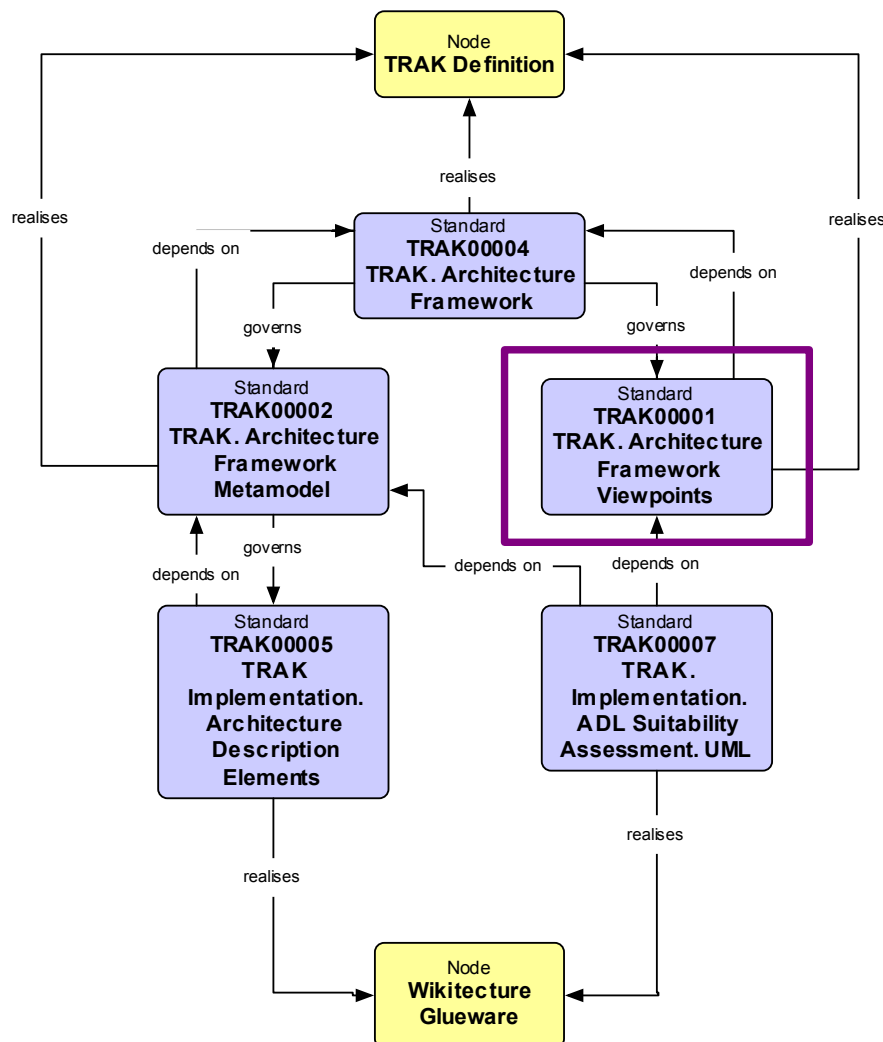 Node
TRAK Definition
realises
realises
realises
Standard
TRAK00004
TRAK. Architecture
Framework
depends on
depends on
governs
governs
Standard
TRAK00002
TRAK. Architecture
Framework
Metamodel
Standard
TRAK00001
TRAK. Architecture
Framework
Viewpoints
governs
depends on
depends on
depends on
Standard
TRAK00005
TRAK
Implementation.
Architecture
Description
Elements
Standard
TRAK00007
TRAK.
Implementation.
ADL Suitability
Assessment. UML
realises
realises
Node
Wikitecture
Glueware